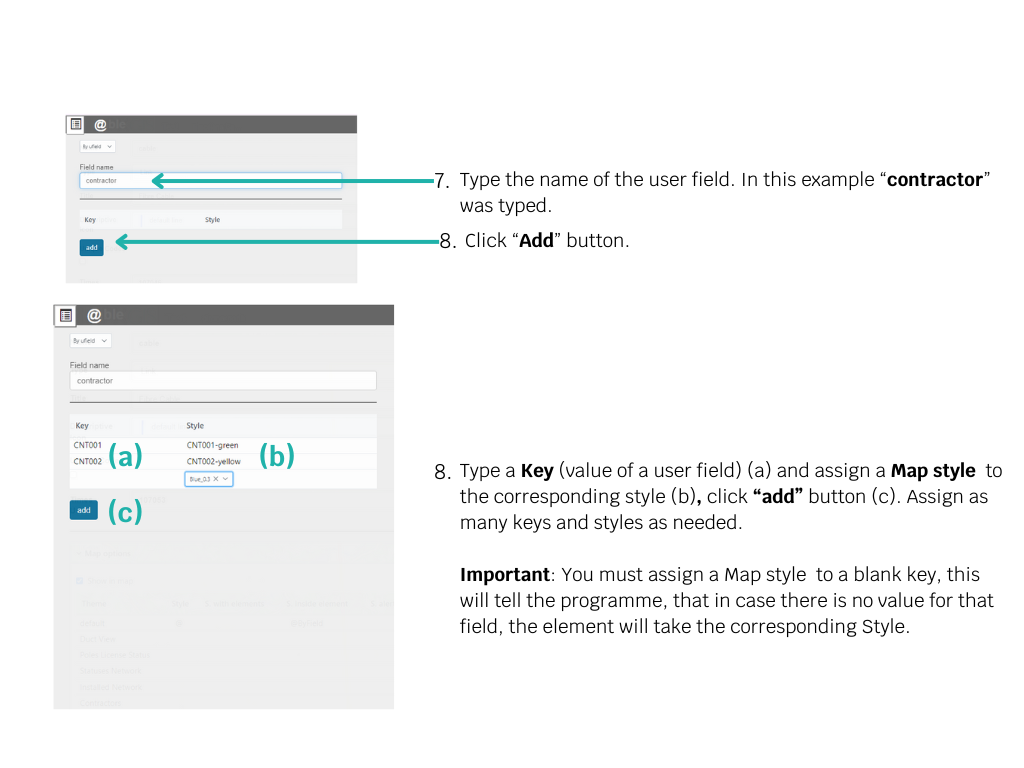 @
By ufield
Field name
contractor
Key Style
add
7. Type the name of the user field. In this example “contractor”
was typed.
8. Click “Add” button.
@ble
By ufield
Field name
contractor
Key Style
CNT001 CNT001-green
CNT002 CNT002-yellow
(a) (b)
blue_0.3
add (c)
8. Type a Key (value of a user field) (a) and assign a Map style to
the corresponding style (b), click “add” button (c). Assign as
many keys and styles as needed.
Important: You must assign a Map style to a blank key, this
will tell the programme, that in case there is no value for that
field, the element will take the corresponding Style.